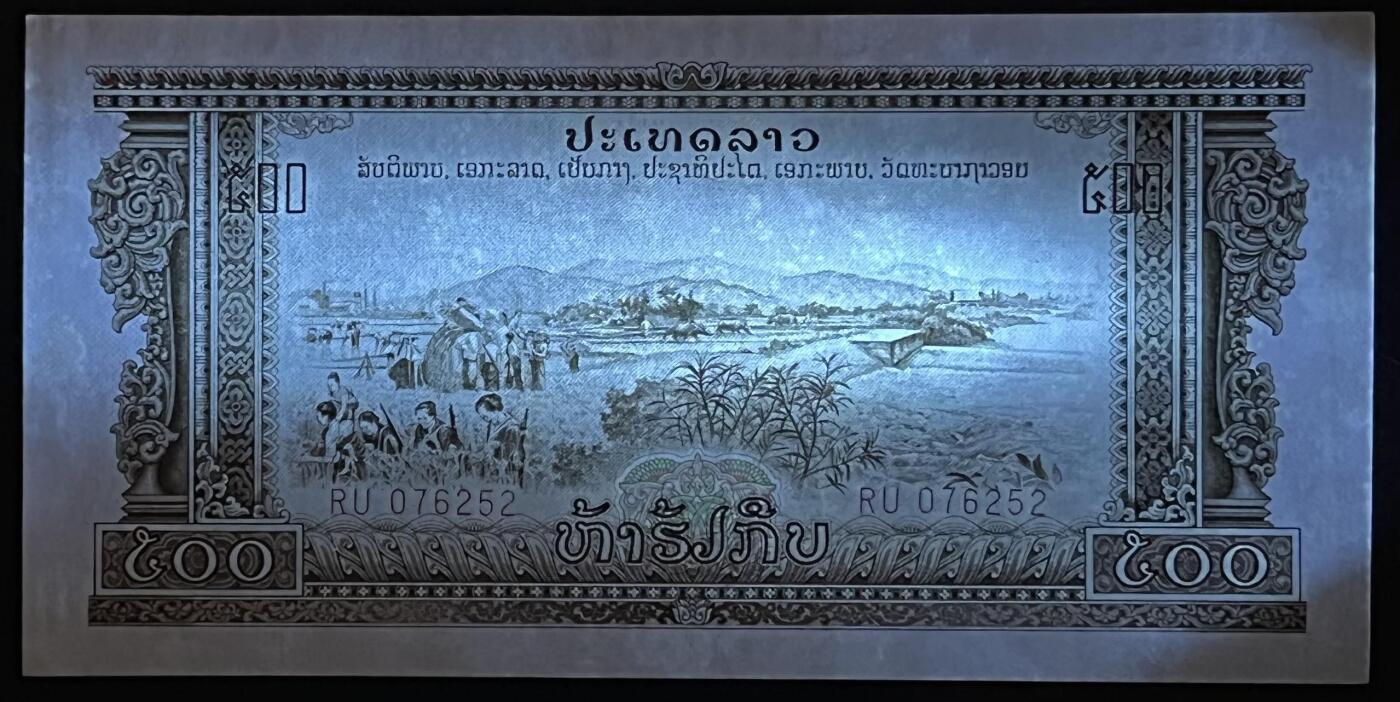 ປະເທດລາວ
ສັນຕິພາບ, ເອກະລາດ, ເປັນກາງ, ປະຊາທິປະໄຕ, ເອກະພາບ, ວັດທະນາຖາວອນ
໕໐໐ ໕໐໐
RU 076252 RU 076252
ຫ້າຮ້ຽກີບ
໕໐໐ ໕໐໐